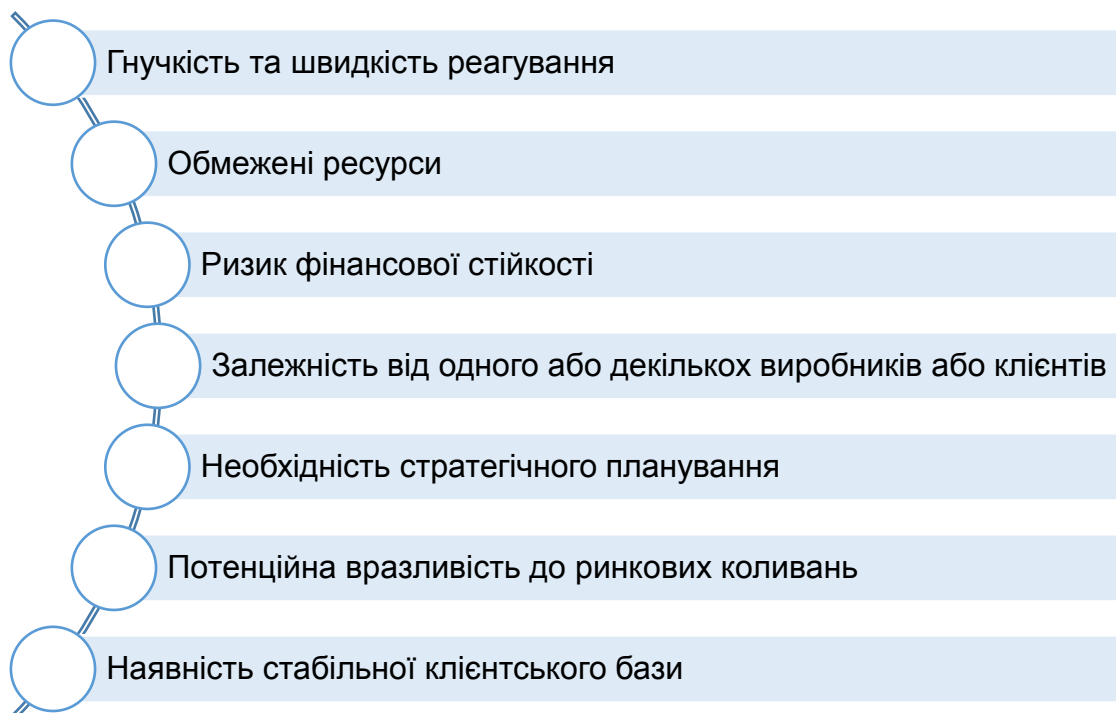 Гнучкість та швидкість реагування
Обмежені ресурси
Ризик фінансової стійкості
Залежність від одного або декількох виробників або клієнтів
Необхідність стратегічного планування
Потенційна вразливість до ринкових коливань
Наявність стабільної клієнтського бази